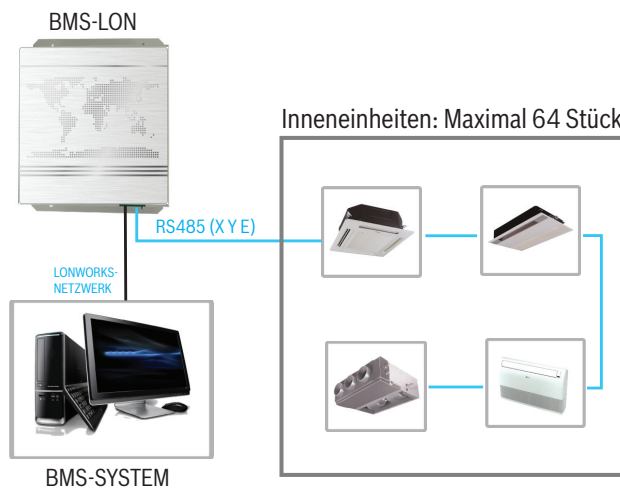 BMS-LON
Inneneinheiten: Maximal 64 Stück
RS485 (X Y E)
LONWORKS-
NETZWERK
BMS-SYSTEM